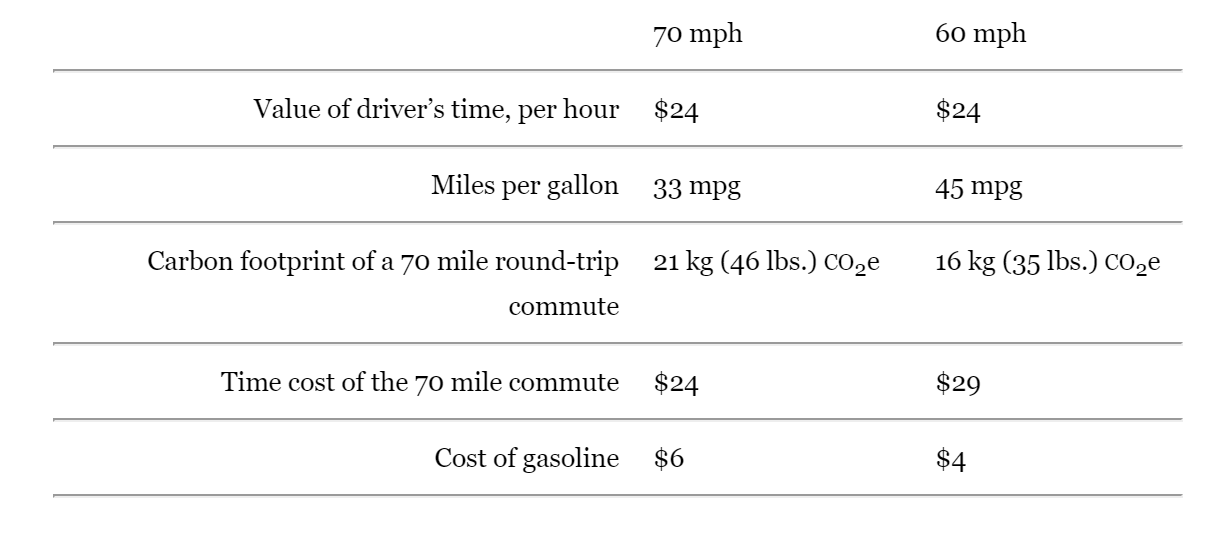 70 mph 60 mph
Value of driver’s time, per hour $24 $24
Miles per gallon 33 mpg 45 mpg
Carbon footprint of a 70 mile round-trip 21 kg (46 lbs.) CO₂e 16 kg (35 lbs.) CO₂e
commute
Time cost of the 70 mile commute $24 $29
Cost of gasoline $6 $4